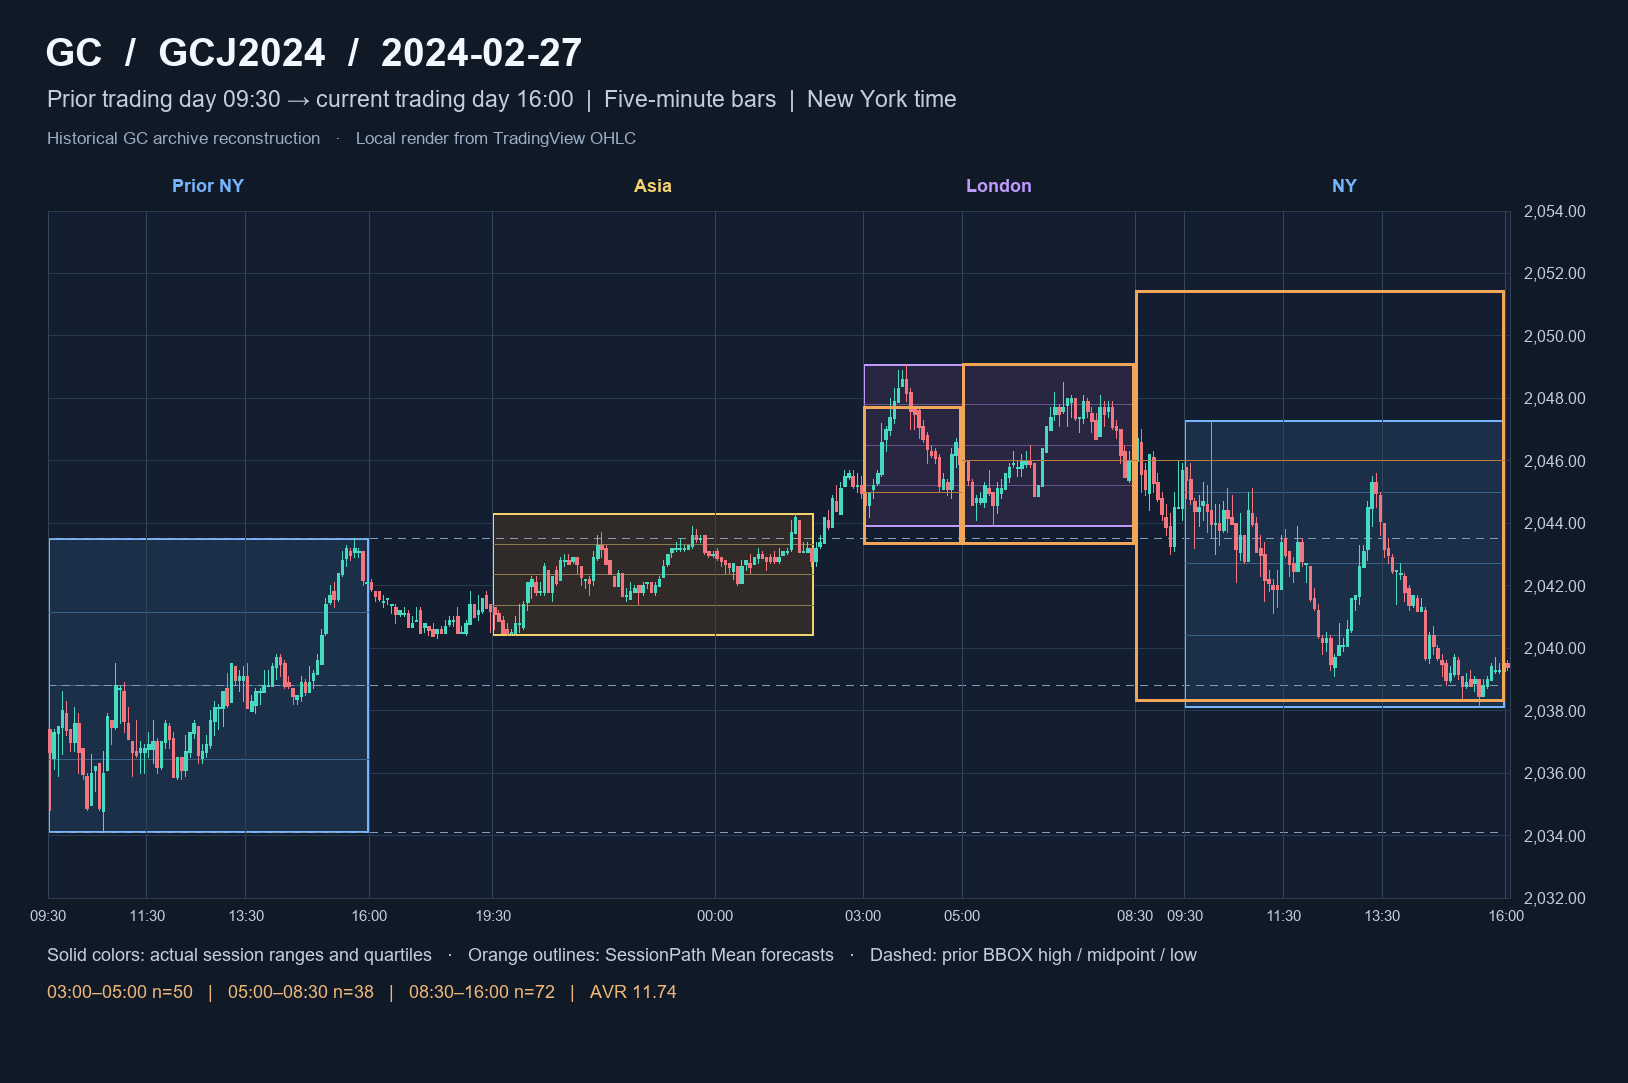 GC / GCJ2024 / 2024-02-27
Prior trading day 09:30 → current trading day 16:00 | Five-minute bars | New York time
Historical GC archive reconstruction · Local render from TradingView OHLC
Prior NY Asia London NY
2,054.00
2,052.00
2,050.00
2,048.00
2,046.00
2,044.00
2,042.00
2,040.00
2,038.00
2,036.00
2,034.00
2,032.00
09:30 11:30 13:30 16:00 19:30 00:00 03:00 05:00 08:30 09:30 11:30 13:30 16:00
Solid colors: actual session ranges and quartiles · Orange outlines: SessionPath Mean forecasts · Dashed: prior BBOX high / midpoint / low
03:00–05:00 n=50 | 05:00–08:30 n=38 | 08:30–16:00 n=72 | AVR 11.74